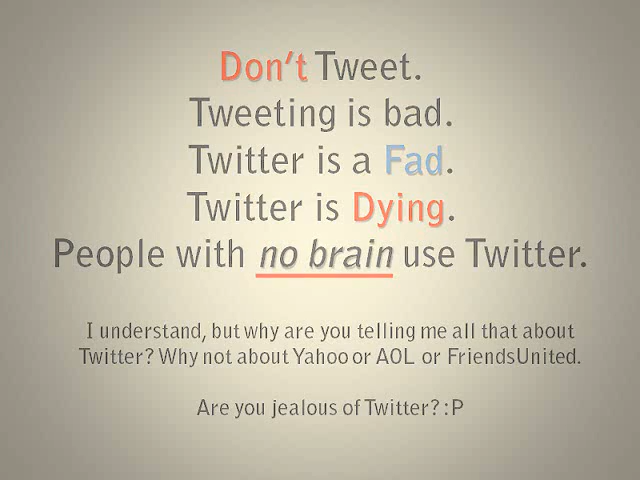 Don't Tweet.
Tweeting is bad.
Twitter is a Fad.
Twitter is Dying.
People with no brain use Twitter.
I understand, but why are you telling me all that about
Twitter? Why not about Yahoo or AOL or FriendsUnited.
Are you jealous of Twitter? :P